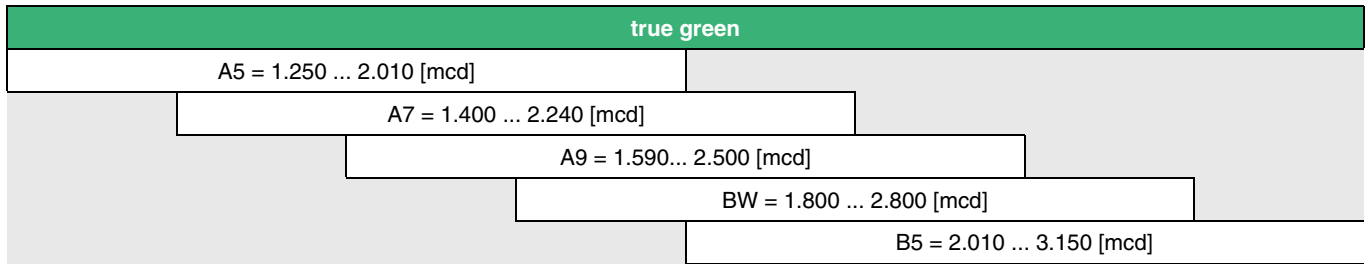 true green
A5 = 1.250 ... 2.010 [mcd]
A7 = 1.400 ... 2.240 [mcd]
A9 = 1.590... 2.500 [mcd]
BW = 1.800 ... 2.800 [mcd]
B5 = 2.010 ... 3.150 [mcd]